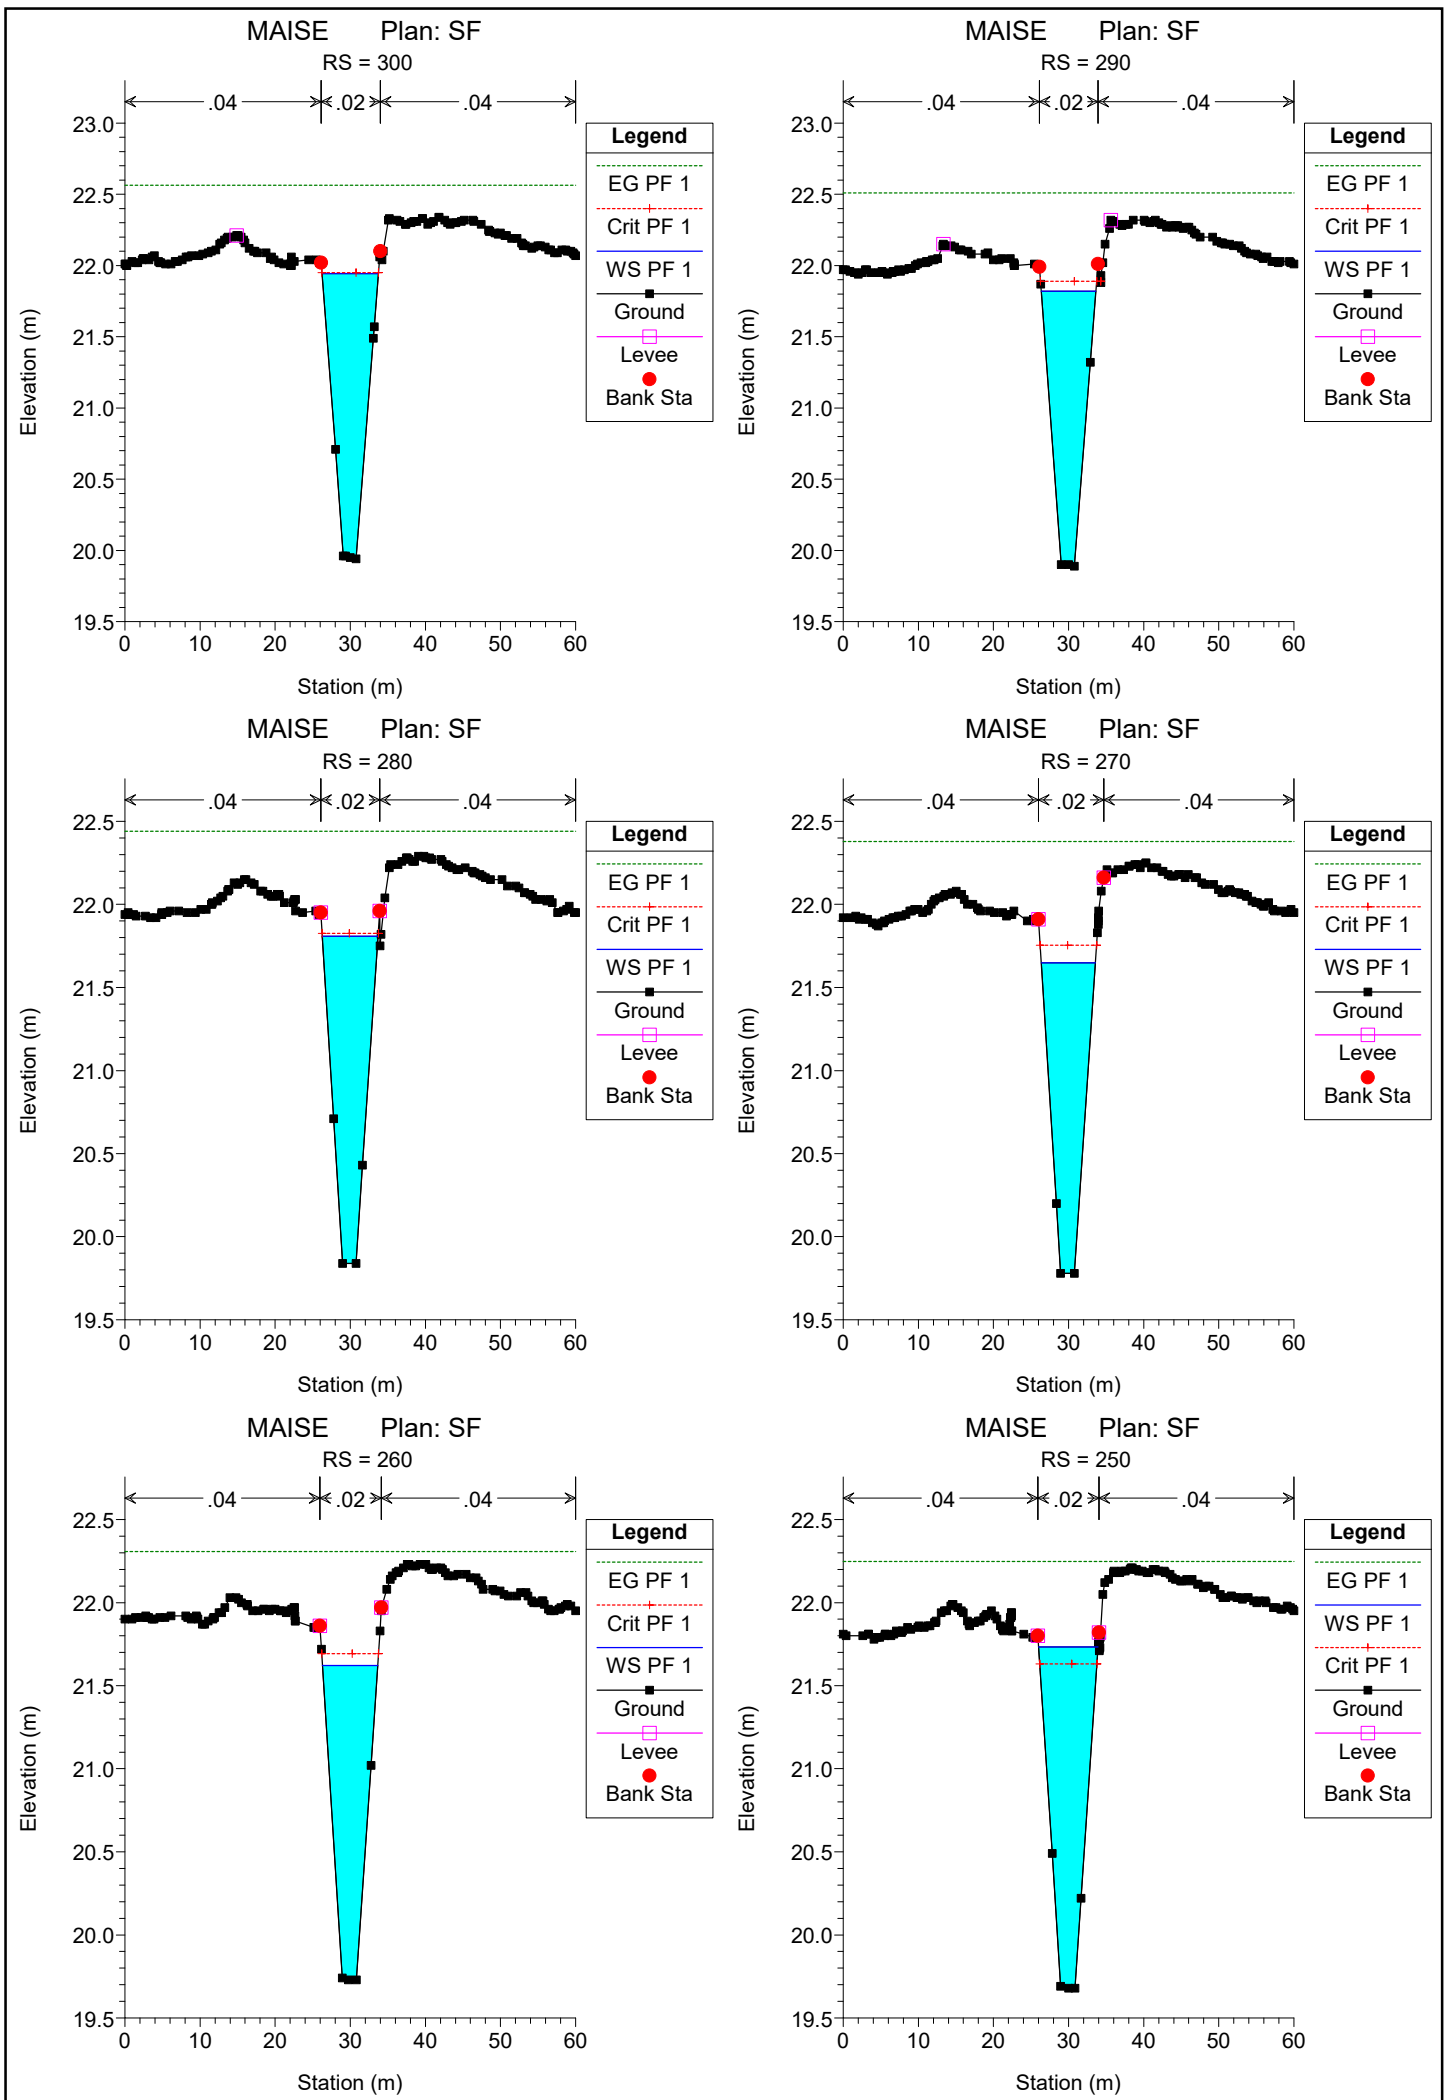 MAISE Plan: SF
RS = 300
.04 .02 .04
23.0
22.5
22.0
21.5
21.0
20.5
20.0
19.5
0 10 20 30 40 50 60
Station (m)
Elevation (m)
Legend
EG PF 1
Crit PF 1
WS PF 1
Ground
Levee
Bank Sta
MAISE Plan: SF
RS = 290
.04 .02 .04
23.0
22.5
22.0
21.5
21.0
20.5
20.0
19.5
0 10 20 30 40 50 60
Station (m)
Elevation (m)
Legend
EG PF 1
Crit PF 1
WS PF 1
Ground
Levee
Bank Sta
MAISE Plan: SF
RS = 280
.04 .02 .04
22.5
22.0
21.5
21.0
20.5
20.0
19.5
0 10 20 30 40 50 60
Station (m)
Elevation (m)
Legend
EG PF 1
Crit PF 1
WS PF 1
Ground
Levee
Bank Sta
MAISE Plan: SF
RS = 270
.04 .02 .04
22.5
22.0
21.5
21.0
20.5
20.0
19.5
0 10 20 30 40 50 60
Station (m)
Elevation (m)
Legend
EG PF 1
Crit PF 1
WS PF 1
Ground
Levee
Bank Sta
MAISE Plan: SF
RS = 260
.04 .02 .04
22.5
22.0
21.5
21.0
20.5
20.0
19.5
0 10 20 30 40 50 60
Station (m)
Elevation (m)
Legend
EG PF 1
Crit PF 1
WS PF 1
Ground
Levee
Bank Sta
MAISE Plan: SF
RS = 250
.04 .02 .04
22.5
22.0
21.5
21.0
20.5
20.0
19.5
0 10 20 30 40 50 60
Station (m)
Elevation (m)
Legend
EG PF 1
WS PF 1
Crit PF 1
Ground
Levee
Bank Sta